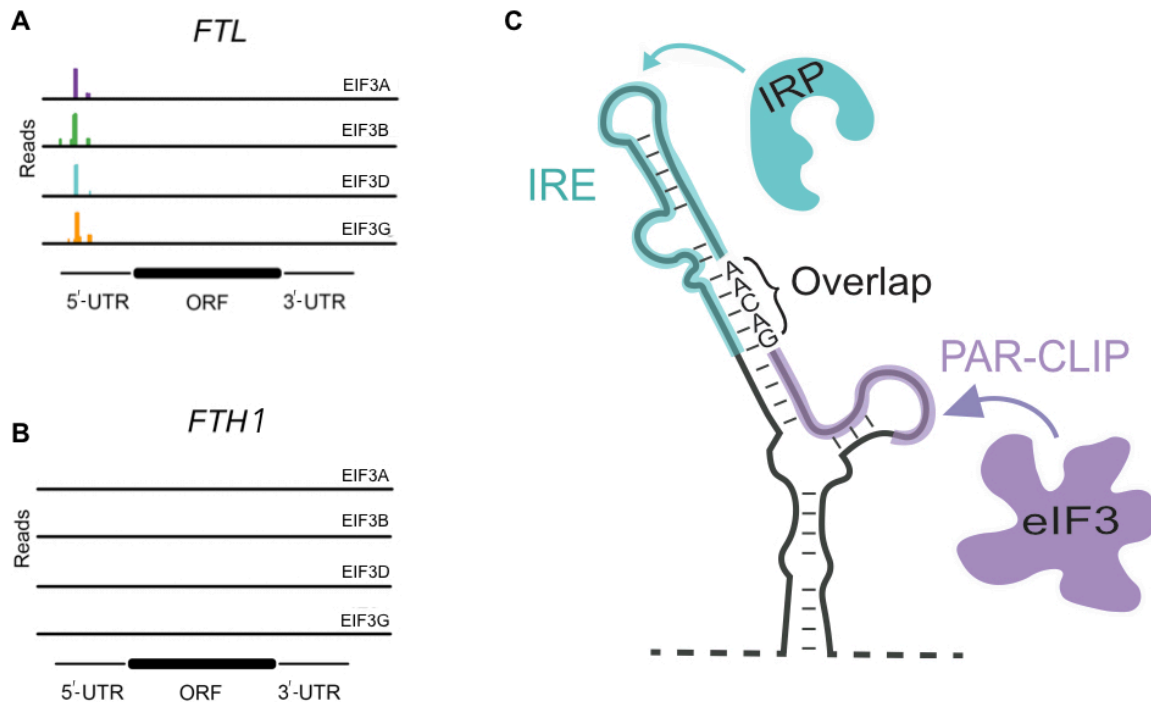 A
FTL
EIF3A
EIF3B
EIF3D
EIF3G
Reads
5'-UTR ORF 3'-UTR
B
FTH1
EIF3A
EIF3B
EIF3D
EIF3G
Reads
5'-UTR ORF 3'-UTR
C
IRP
IRE
AACAG
Overlap
PAR-CLIP
eIF3